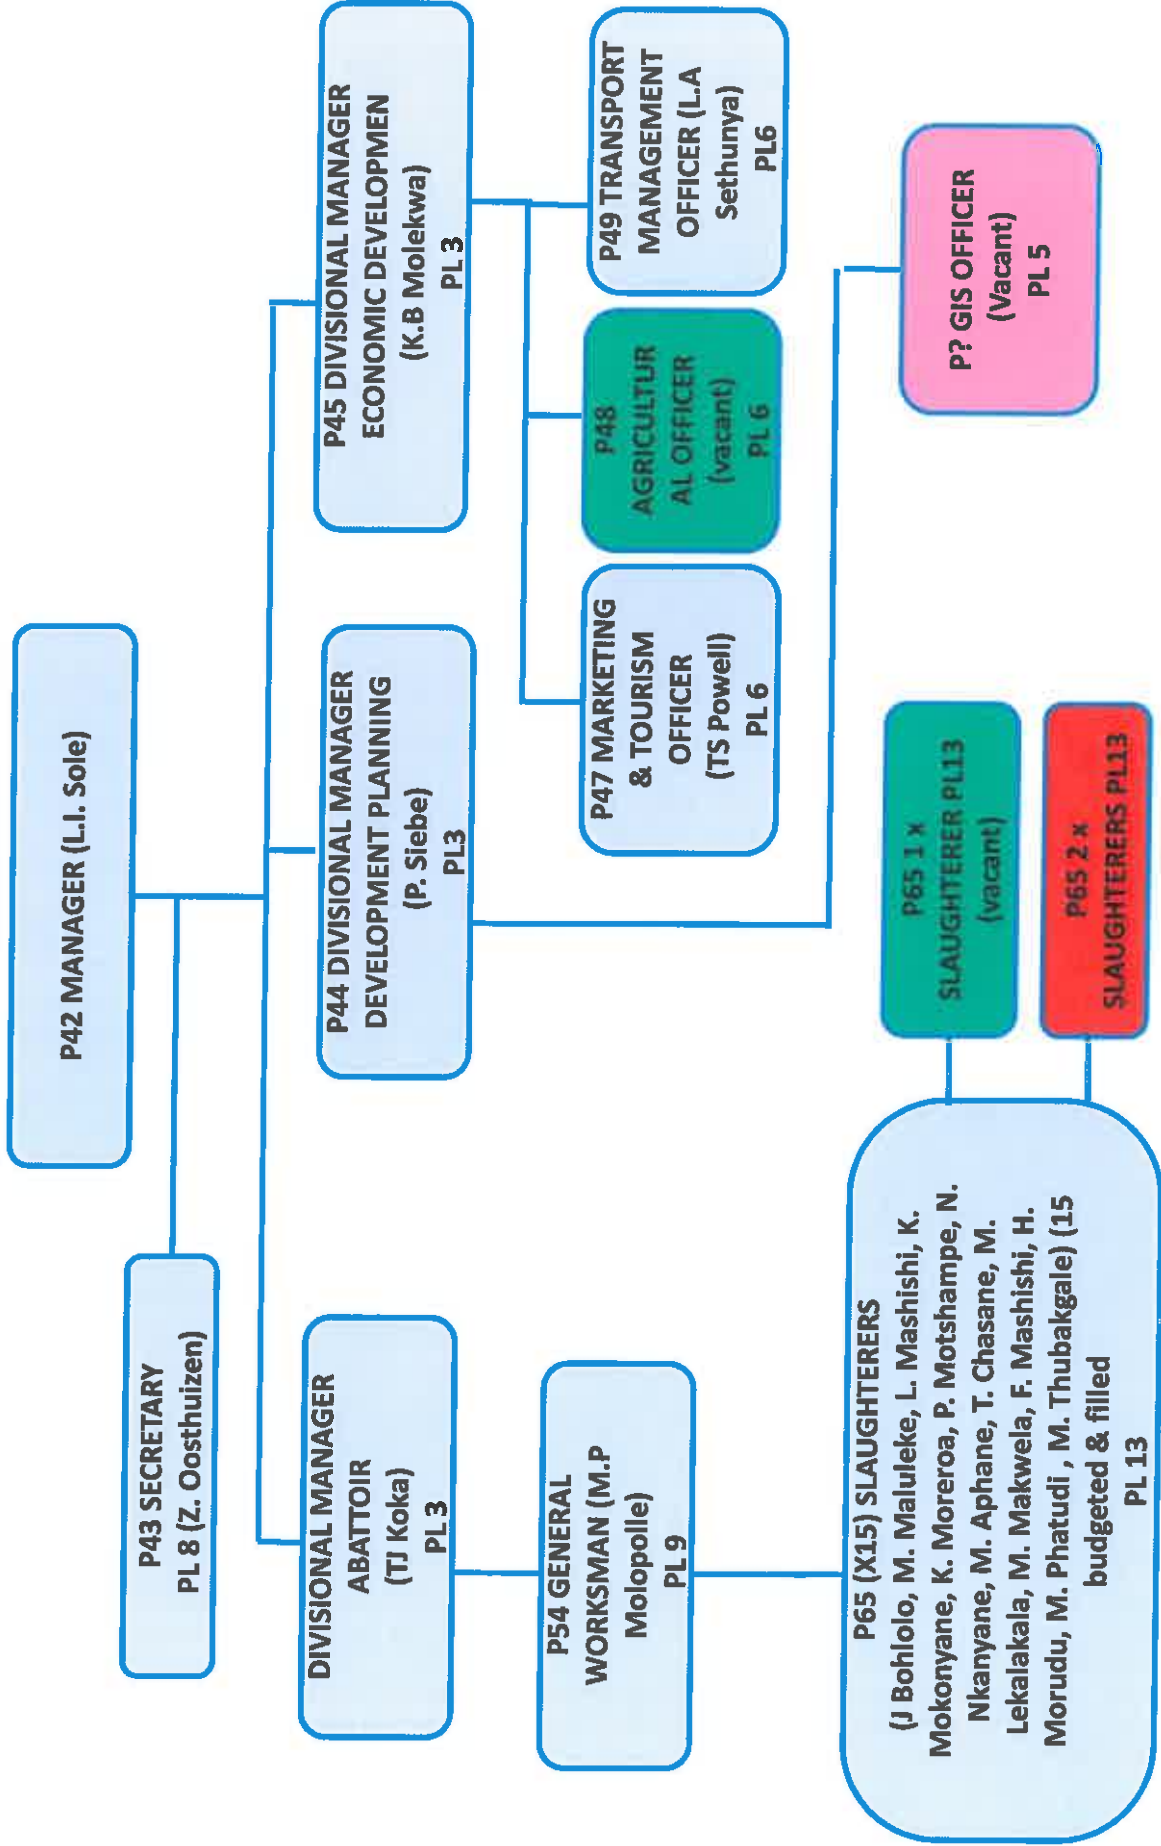 P42 MANAGER (L.I. Sole)
P43 SECRETARY
PL 8 (Z. Oosthuizen)
DIVISIONAL MANAGER
ABATTOIR
(TJ Koka)
PL 3
P44 DIVISIONAL MANAGER
DEVELOPMENT PLANNING
(P. Siebe)
PL3
P45 DIVISIONAL MANAGER
ECONOMIC DEVELOPMEN
(K.B Molekwa)
PL 3
P54 GENERAL
WORKSMAN (M.P
Molopolle)
PL 9
P47 MARKETING
& TOURISM
OFFICER
(TS Powell)
PL 6
P48
AGRICULTUR
AL OFFICER
(vacant)
PL 6
P49 TRANSPORT
MANAGEMENT
OFFICER (L.A
Sethunya)
PL6
P65 (X15) SLAUGHTERERS
(J Bohlolo, M. Maluleke, L. Mashishi, K.
Mokonyane, K. Moreroa, P. Motshampe, N.
Nkanyane, M. Aphane, T. Chasane, M.
Lekalakala, M. Makwela, F. Mashishi, H.
Morudu, M. Phatudi , M. Thubakgale) (15
budgeted & filled
PL 13
P65 1 x
SLAUGHTERER PL13
(vacant)
P65 2 x
SLAUGHTERERS PL13
P? GIS OFFICER
(Vacant)
PL 5